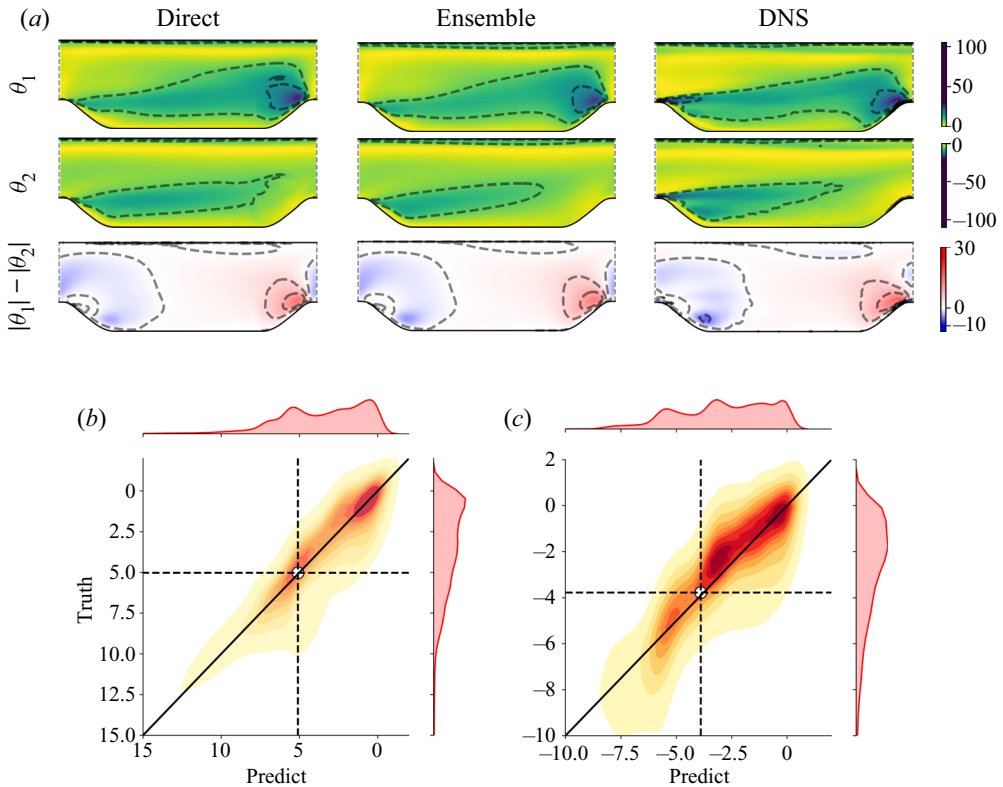 (a) Direct Ensemble DNS
θ1
100
50
0
θ2
0
−50
−100
|θ1| − |θ2|
30
0
−10
(b)
(c)
0
2.5
5.0
7.5
10.0
12.5
15.0
Truth
15 10 5 0
Predict
2
0
−2
−4
−6
−8
−10
−10.0 −7.5 −5.0 −2.5 0
Predict